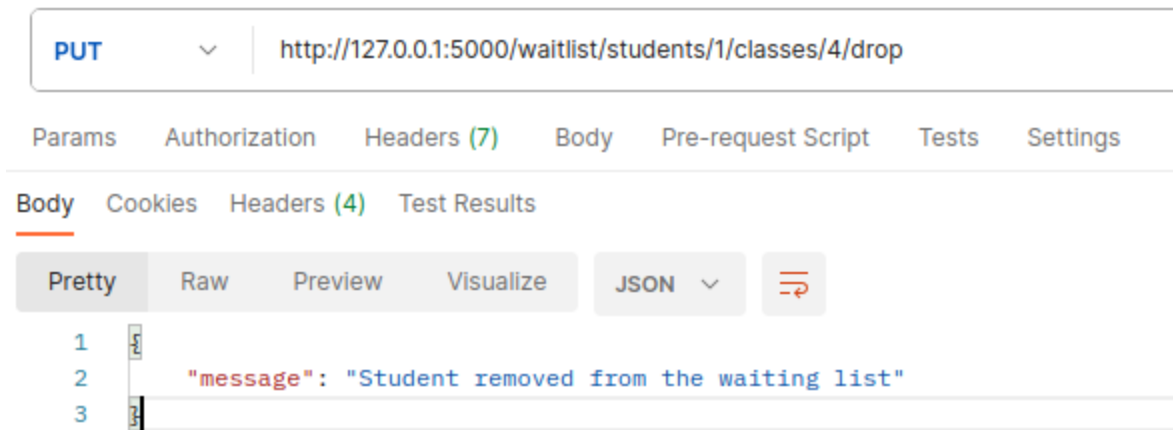 PUT http://127.0.0.1:5000/waitlist/students/1/classes/4/drop
Params Authorization Headers (7) Body Pre-request Script Tests Settings
Body Cookies Headers (4) Test Results
Pretty Raw Preview Visualize JSON
1 {
2 "message": "Student removed from the waiting list"
3 }